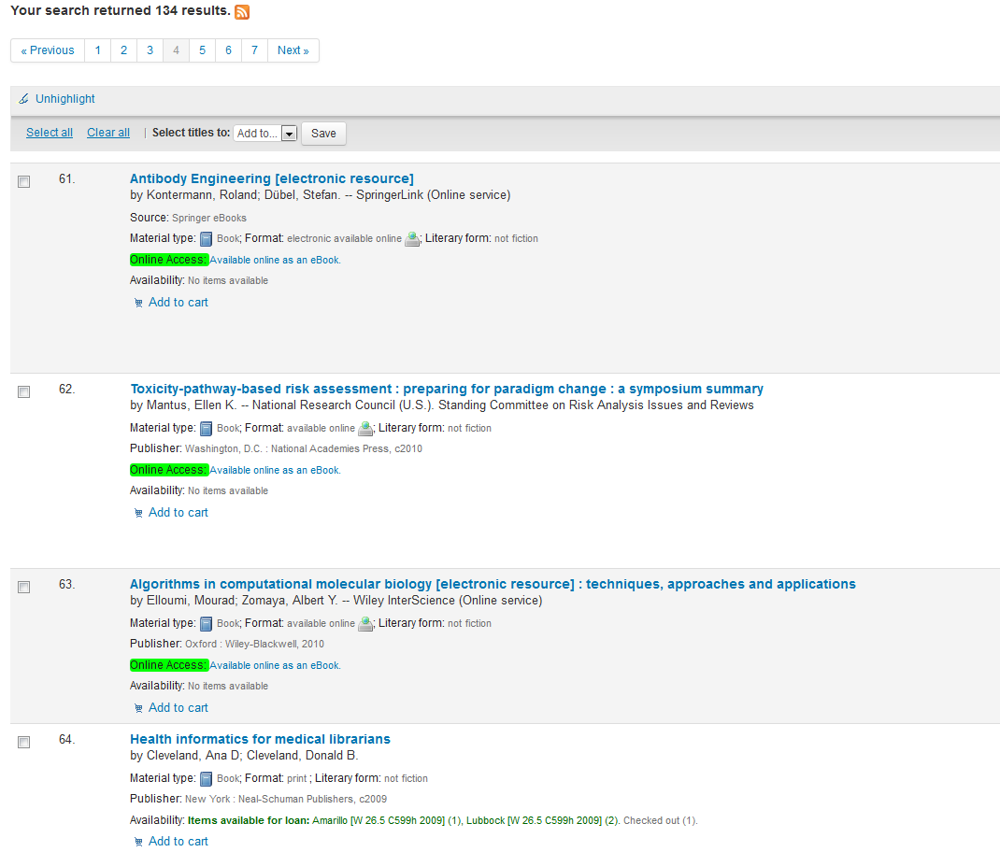 Your search returned 134 results.
« Previous 1 2 3 4 5 6 7 Next »
Unhighlight
Select all Clear all | Select titles to: Add to... Save
61. Antibody Engineering [electronic resource]
by Kontermann, Roland; Dübel, Stefan. -- SpringerLink (Online service)
Source: Springer eBooks
Material type: Book; Format: electronic available online ; Literary form: not fiction
Online Access: Available online as an eBook.
Availability: No items available
Add to cart
62. Toxicity-pathway-based risk assessment : preparing for paradigm change : a symposium summary
by Mantus, Ellen K. -- National Research Council (U.S.). Standing Committee on Risk Analysis Issues and Reviews
Material type: Book; Format: available online ; Literary form: not fiction
Publisher: Washington, D.C. : National Academies Press, c2010
Online Access: Available online as an eBook.
Availability: No items available
Add to cart
63. Algorithms in computational molecular biology [electronic resource] : techniques, approaches and applications
by Elloumi, Mourad; Zomaya, Albert Y. -- Wiley InterScience (Online service)
Material type: Book; Format: available online ; Literary form: not fiction
Publisher: Oxford : Wiley-Blackwell, 2010
Online Access: Available online as an eBook.
Availability: No items available
Add to cart
64. Health informatics for medical librarians
by Cleveland, Ana D; Cleveland, Donald B.
Material type: Book; Format: print ; Literary form: not fiction
Publisher: New York : Neal-Schuman Publishers, c2009
Availability: Items available for loan: Amarillo [W 26.5 C599h 2009] (1), Lubbock [W 26.5 C599h 2009] (2). Checked out (1).
Add to cart